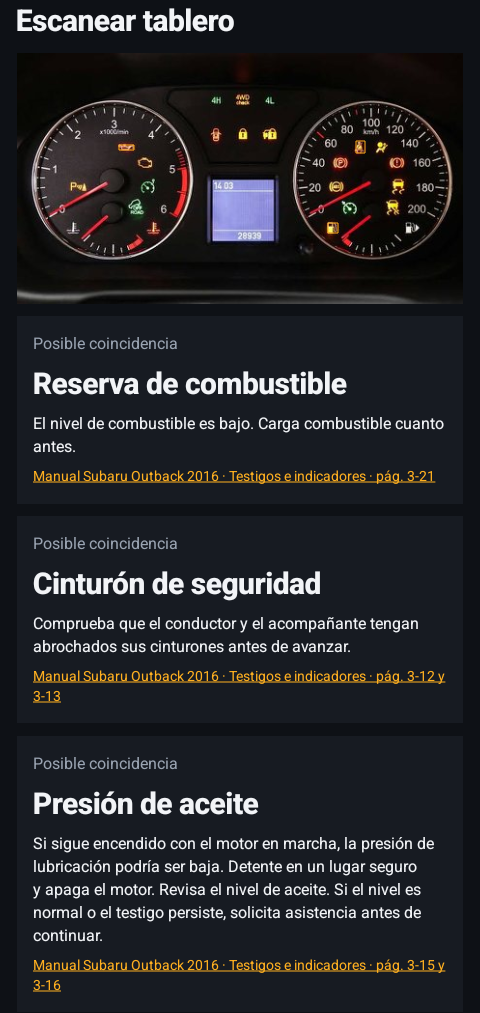 Escanear tablero
4H 4WD check 4L
1 2 3 4 5 6 0
x1000/min
OFF ROAD
14 03
28939
0 20 40 60 80 100 120 140 160 180 200
km/h
Posible coincidencia
Reserva de combustible
El nivel de combustible es bajo. Carga combustible cuanto
antes.
Manual Subaru Outback 2016 · Testigos e indicadores · pág. 3-21
Posible coincidencia
Cinturón de seguridad
Comprueba que el conductor y el acompañante tengan
abrochados sus cinturones antes de avanzar.
Manual Subaru Outback 2016 · Testigos e indicadores · pág. 3-12 y
3-13
Posible coincidencia
Presión de aceite
Si sigue encendido con el motor en marcha, la presión de
lubricación podría ser baja. Detente en un lugar seguro
y apaga el motor. Revisa el nivel de aceite. Si el nivel es
normal o el testigo persiste, solicita asistencia antes de
continuar.
Manual Subaru Outback 2016 · Testigos e indicadores · pág. 3-15 y
3-16